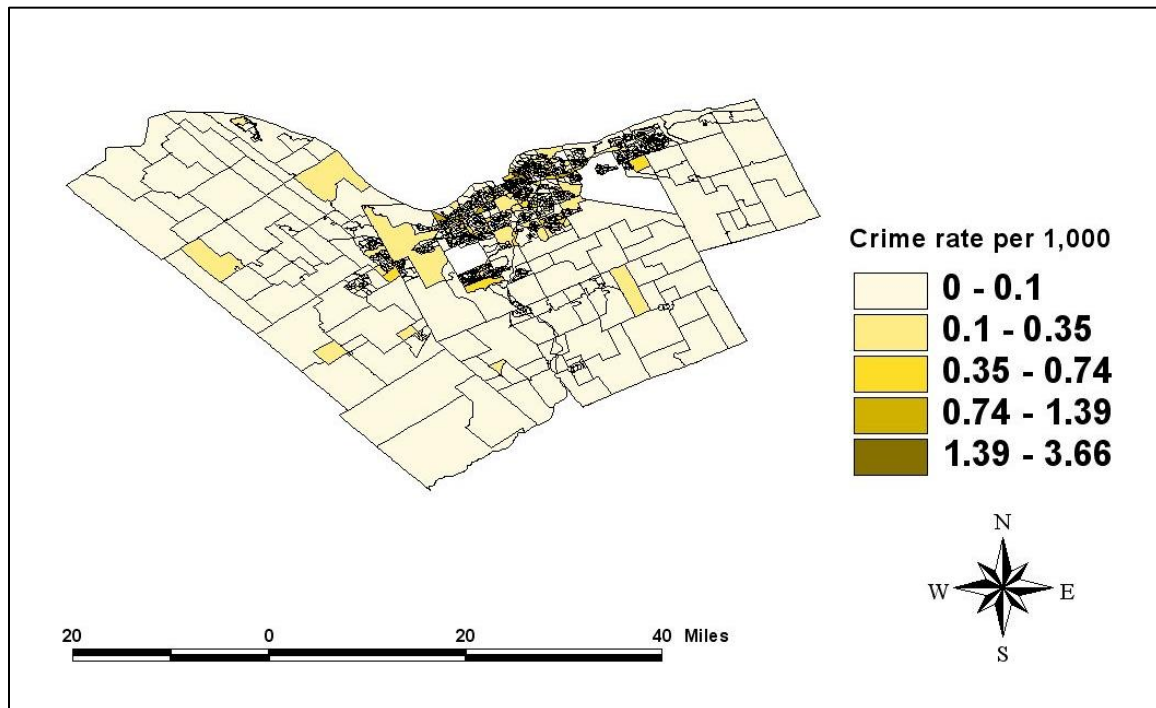 Crime rate per 1,000
0 - 0.1
0.1 - 0.35
0.35 - 0.74
0.74 - 1.39
1.39 - 3.66
N
W E
S
20 0 20 40 Miles